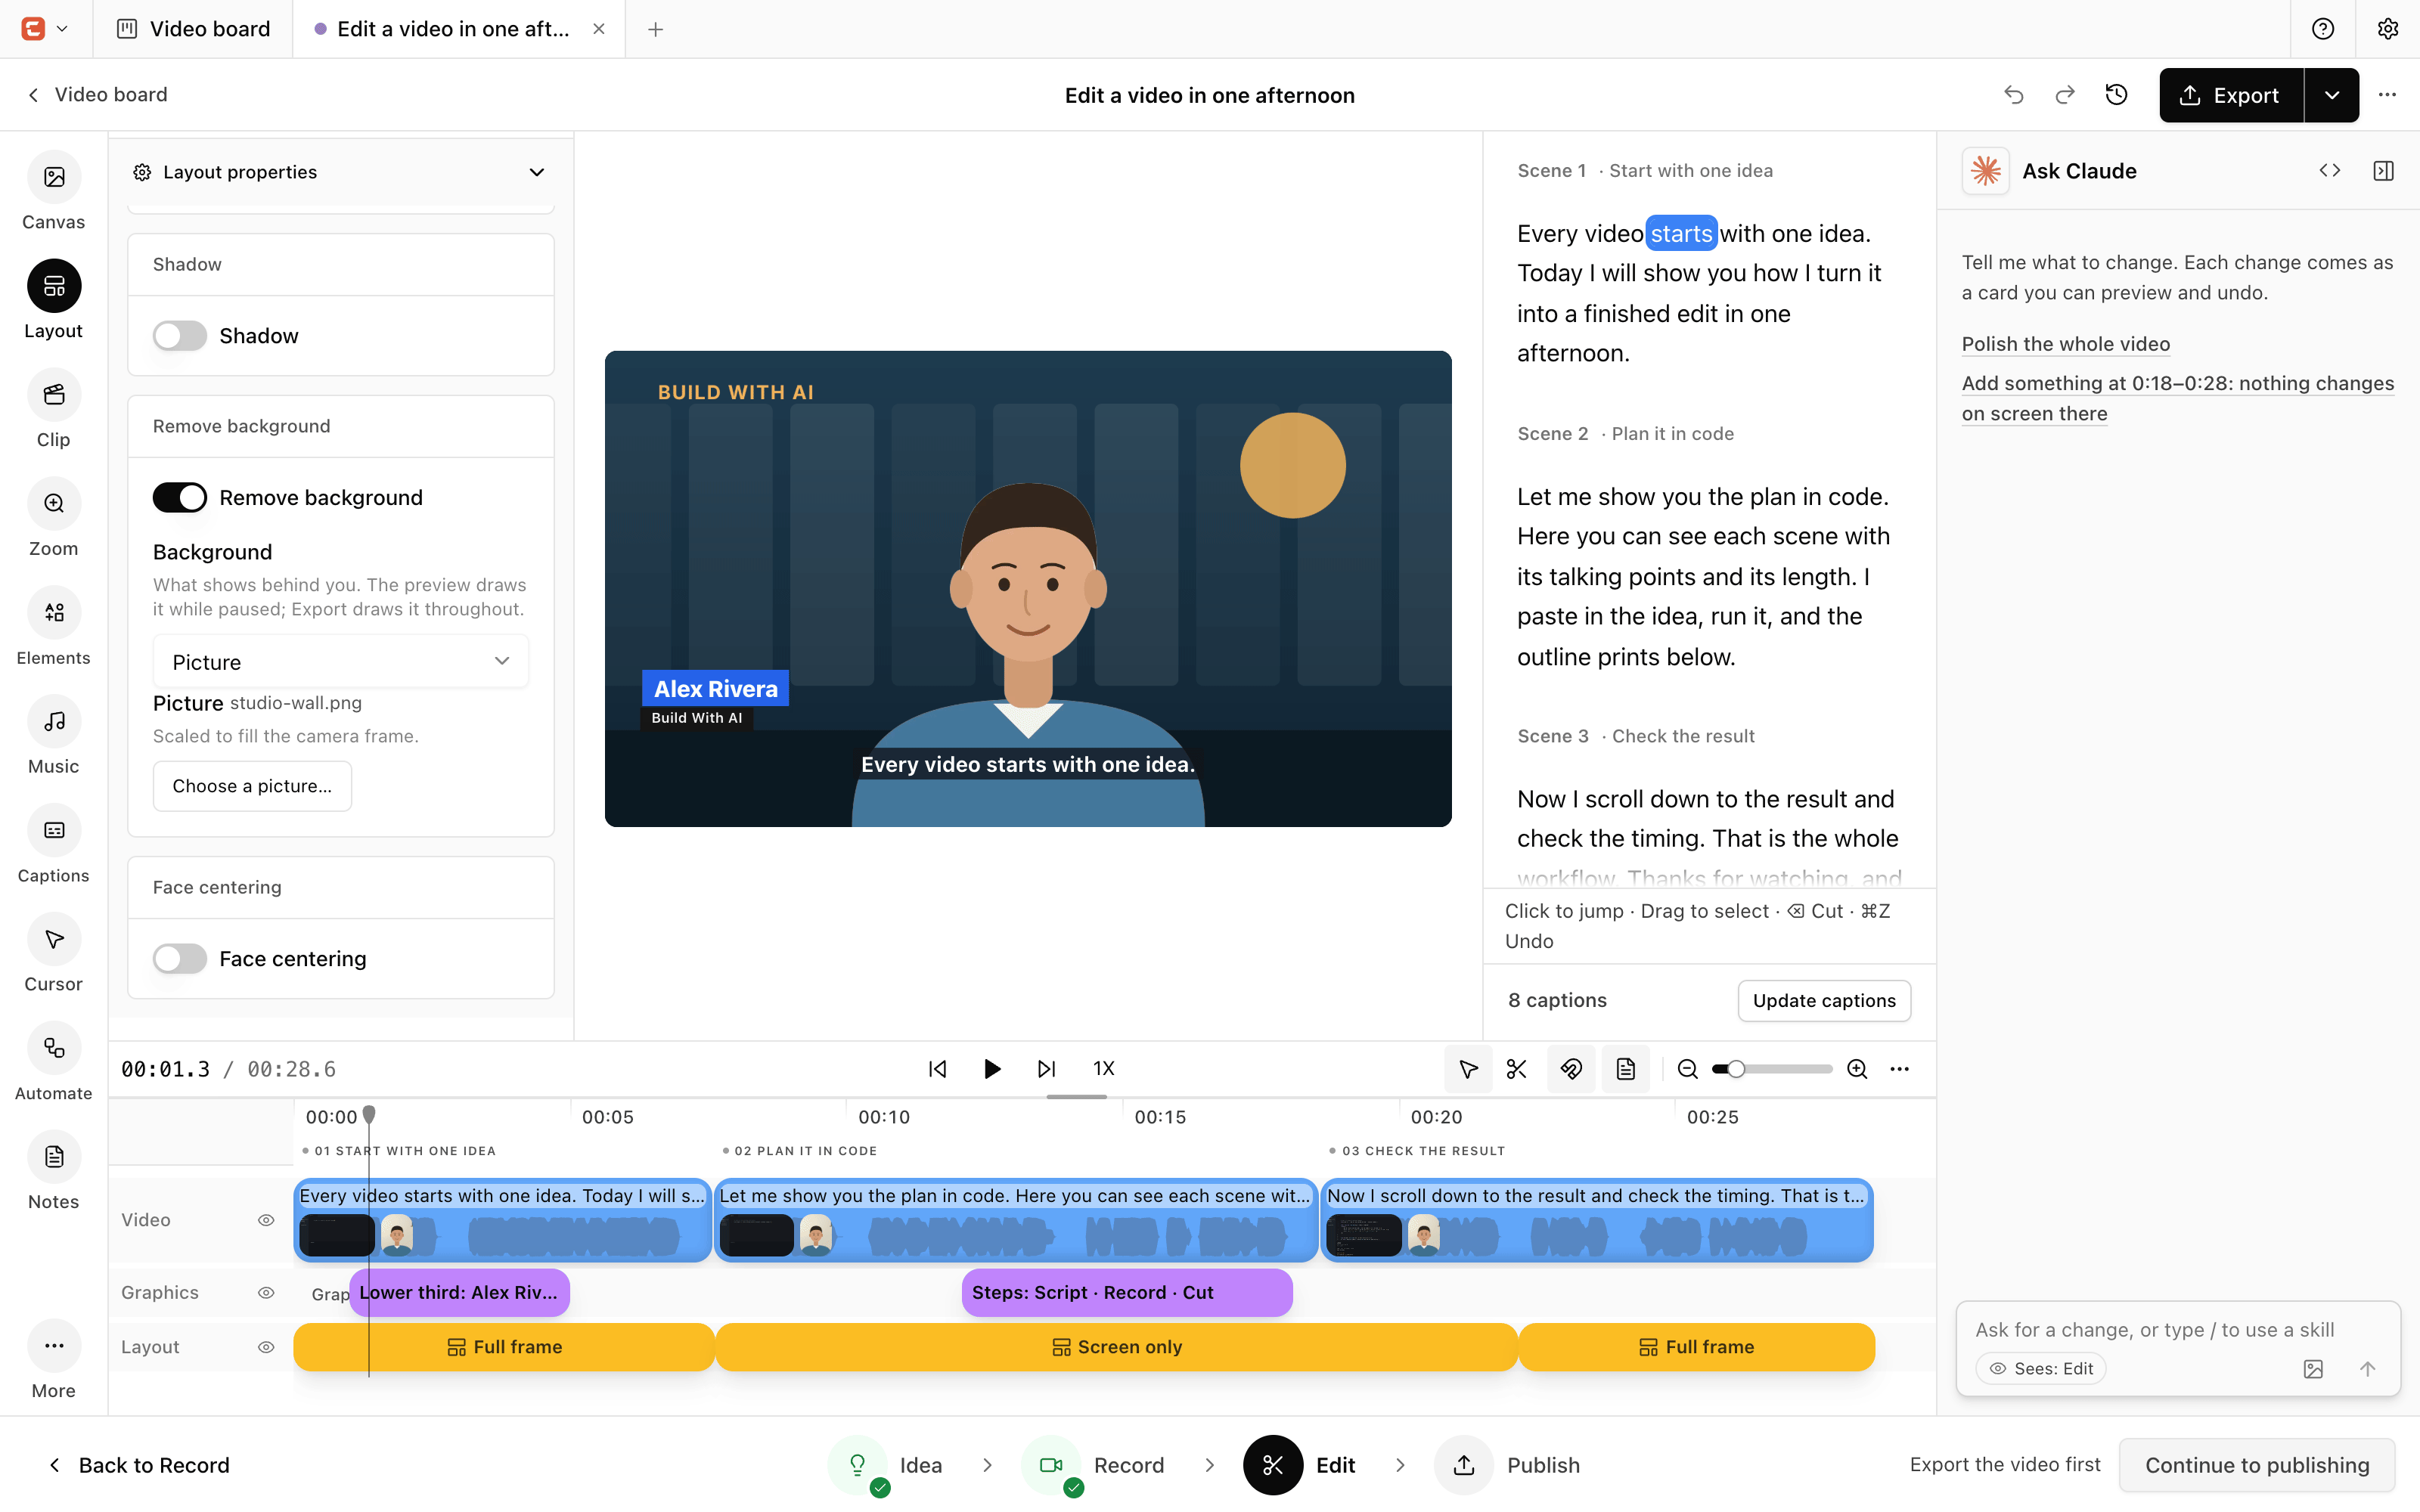 Video board
Edit a video in one aft...
Video board
Edit a video in one afternoon
Export
Canvas
Layout
Clip
Zoom
Elements
Music
Captions
Cursor
Automate
Notes
More
Layout properties
Shadow
Shadow
Remove background
Remove background
Background
What shows behind you. The preview draws
it while paused; Export draws it throughout.
Picture
Picture studio-wall.png
Scaled to fill the camera frame.
Choose a picture...
Face centering
Face centering
BUILD WITH AI
Alex Rivera
Build With AI
Every video starts with one idea.
Scene 1 · Start with one idea
Every video starts with one idea.
Today I will show you how I turn it
into a finished edit in one
afternoon.
Scene 2 · Plan it in code
Let me show you the plan in code.
Here you can see each scene with
its talking points and its length. I
paste in the idea, run it, and the
outline prints below.
Scene 3 · Check the result
Now I scroll down to the result and
check the timing. That is the whole
workflow. Thanks for watching, and
Click to jump · Drag to select · ⌫ Cut · ⌘Z
Undo
8 captions
Update captions
Ask Claude
Tell me what to change. Each change comes as
a card you can preview and undo.
Polish the whole video
Add something at 0:18–0:28: nothing changes
on screen there
Ask for a change, or type / to use a skill
Sees: Edit
00:01.3 / 00:28.6
1X
00:00 00:05 00:10 00:15 00:20 00:25
01 START WITH ONE IDEA 02 PLAN IT IN CODE 03 CHECK THE RESULT
Video
Every video starts with one idea. Today I will s...
Let me show you the plan in code. Here you can see each scene wit...
Now I scroll down to the result and check the timing. That is t...
Graphics
Grap
Lower third: Alex Riv...
Steps: Script · Record · Cut
Layout
Full frame
Screen only
Full frame
Back to Record
Idea
Record
Edit
Publish
Export the video first
Continue to publishing